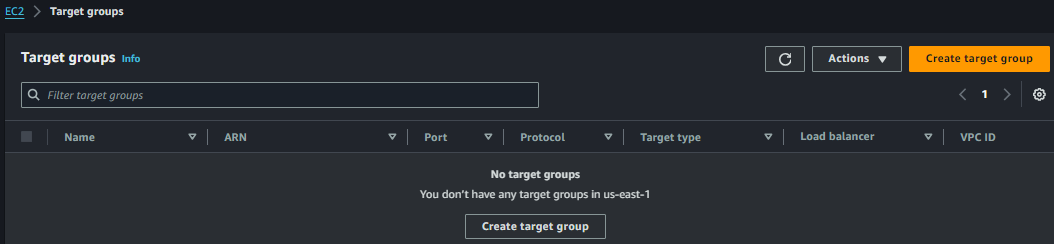 EC2 > Target groups
Target groups Info
Actions
Create target group
Filter target groups
1
Name ARN Port Protocol Target type Load balancer VPC ID
No target groups
You don't have any target groups in us-east-1
Create target group